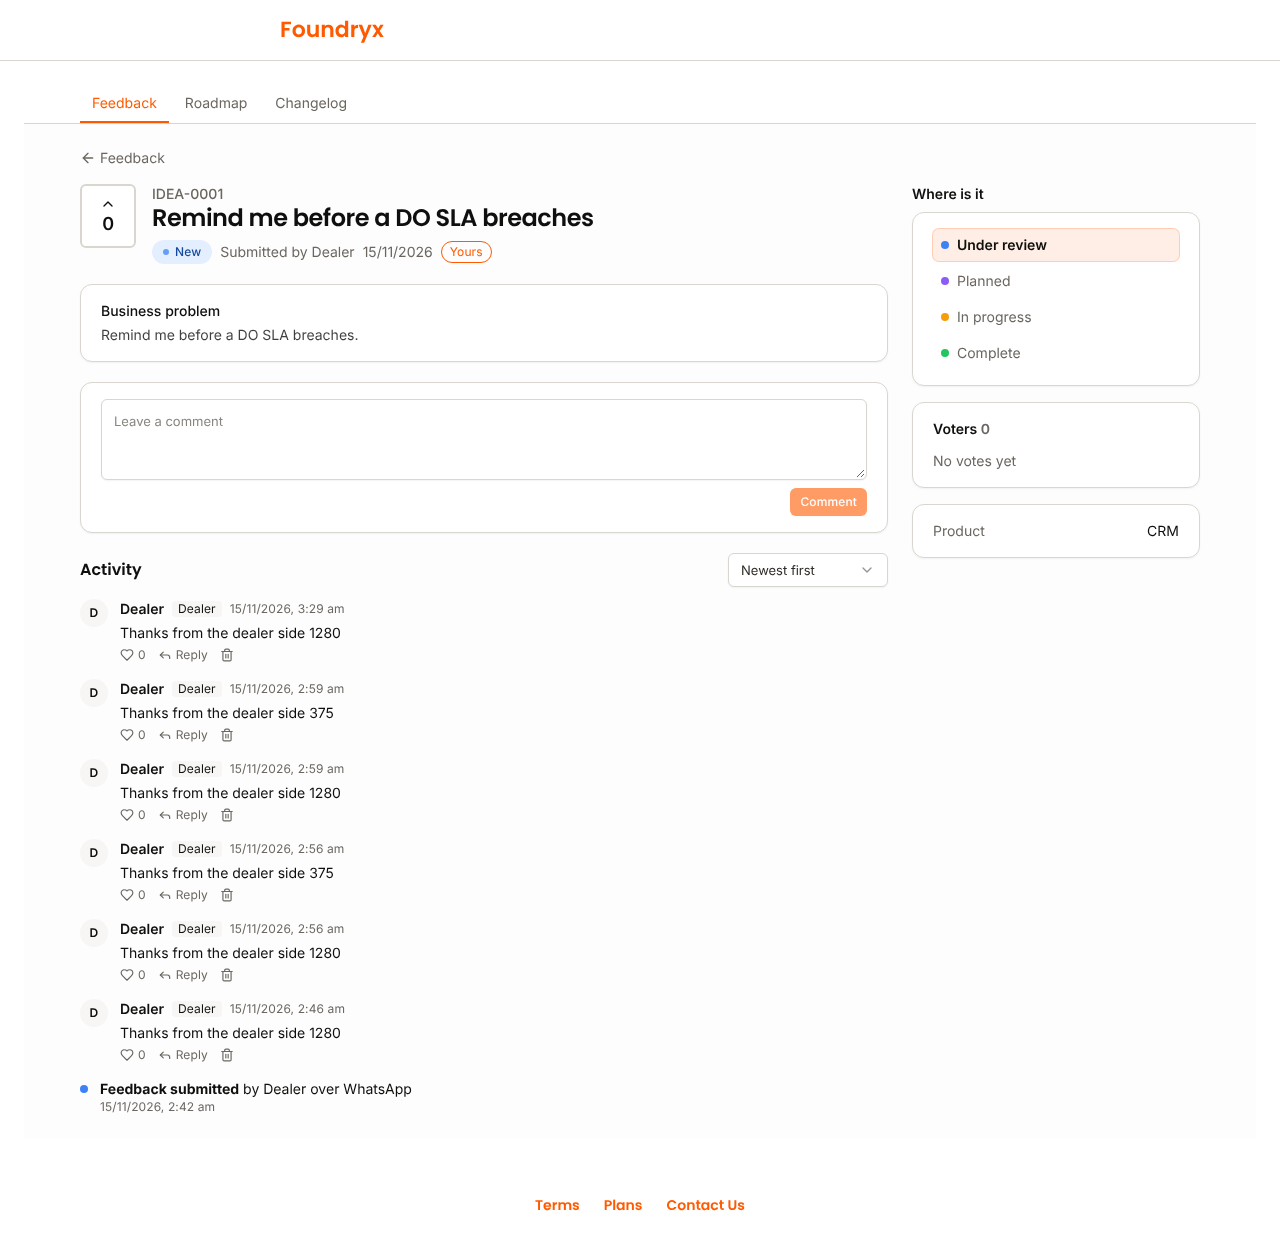 Foundryx
Feedback
Roadmap
Changelog
Feedback
0
IDEA-0001
Remind me before a DO SLA breaches
New
Submitted by Dealer
15/11/2026
Yours
Business problem
Remind me before a DO SLA breaches.
Leave a comment
Comment
Activity
Newest first
D
Dealer
Dealer
15/11/2026, 3:29 am
Thanks from the dealer side 1280
0
Reply
D
Dealer
Dealer
15/11/2026, 2:59 am
Thanks from the dealer side 375
0
Reply
D
Dealer
Dealer
15/11/2026, 2:59 am
Thanks from the dealer side 1280
0
Reply
D
Dealer
Dealer
15/11/2026, 2:56 am
Thanks from the dealer side 375
0
Reply
D
Dealer
Dealer
15/11/2026, 2:56 am
Thanks from the dealer side 1280
0
Reply
D
Dealer
Dealer
15/11/2026, 2:46 am
Thanks from the dealer side 1280
0
Reply
Feedback submitted by Dealer over WhatsApp
15/11/2026, 2:42 am
Where is it
Under review
Planned
In progress
Complete
Voters 0
No votes yet
Product
CRM
Terms
Plans
Contact Us